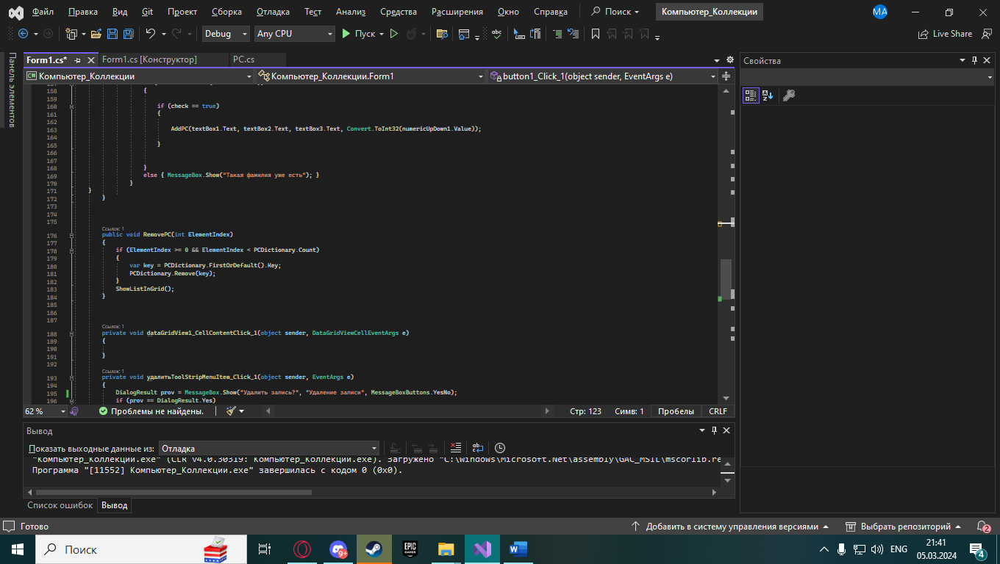 Файл Правка Вид Git Проект Сборка Отладка Тест Анализ Средства Расширения Окно Справка Поиск Компьютер_Коллекции MA
Debug Any CPU Пуск Live Share
Панель элементов
Form1.cs* Form1.cs [Конструктор] PC.cs
C# Компьютер_Коллекции Компьютер_Коллекции.Form1 button1_Click_1(object sender, EventArgs e)
158 {
159
160 if (check == true)
161 {
162
163 AddPC(textBox1.Text, textBox2.Text, textBox3.Text, Convert.ToInt32(numericUpDown1.Value));
164
165 }
166
167
168 }
169 else { MessageBox.Show("Такая фамилия уже есть"); }
170 }
171 }
172 }
173
174
175
Ссылок: 1
176 public void RemovePC(int ElementIndex)
177 {
178 if (ElementIndex >= 0 && ElementIndex < PCDictionary.Count)
179 {
180 var key = PCDictionary.FirstOrDefault().Key;
181 PCDictionary.Remove(key);
182 }
183 ShowListInGrid();
184 }
185
186
187
Ссылок: 1
188 private void dataGridView1_CellContentClick_1(object sender, DataGridViewCellEventArgs e)
189 {
190
191 }
192
Ссылок: 1
193 private void удалитьToolStripMenuItem_Click_1(object sender, EventArgs e)
194 {
195 DialogResult prov = MessageBox.Show("Удалить запись?", "Удаление записи", MessageBoxButtons.YesNo);
196 if (prov == DialogResult.Yes)
62 % Проблемы не найдены. Стр: 123 Симв: 1 Пробелы CRLF
Свойства
Вывод
Показать выходные данные из: Отладка
"Компьютер_Коллекции.exe" (CLR v4.0.30319: Компьютер_Коллекции.exe). Загружено "C:\Windows\Microsoft.Net\assembly\GAC_MSIL\mscorlib.re
Программа "[11552] Компьютер_Коллекции.exe" завершилась с кодом 0 (0x0).
Список ошибок Вывод
Готово Добавить в систему управления версиями Выбрать репозиторий 2
Поиск 9+ EPIC GAMES ENG 21:41
05.03.2024 4